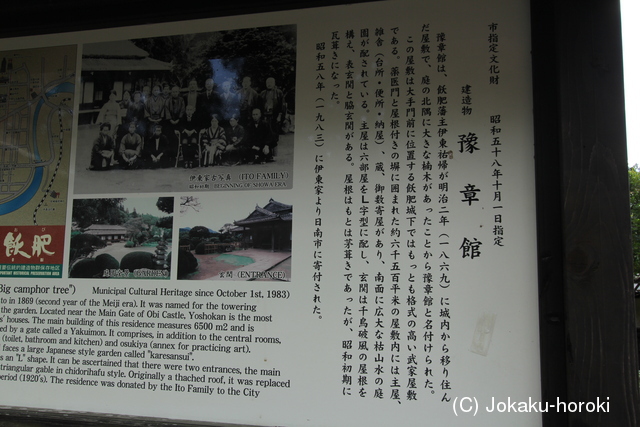 市指定文化財　昭和五十八年十月一日指定
建造物　豫章館
豫章館は、飫肥藩主伊東祐帰が明治二年（一八六九）に城内から移り住ん
だ屋敷で、庭の北隅に大きな楠木があったことから豫章館と名付けられた。
この屋敷は大手門前に位置する飫肥城下ではもっとも格式の高い武家屋敷
である。薬医門と屋根付きの塀に囲まれた約六千五百平米の屋敷内には主屋、
雑舎（台所・便所・納屋）、蔵、御数寄屋があり、南面に広大な枯山水の庭
園が配されている。主屋は六部屋をL字型に配し、玄関は千鳥破風の屋根を
構え、表玄関と脇玄関がある。屋根はもとは茅葺きであったが、昭和初期に
瓦葺きになった。
昭和五八年（一九八三）に伊東家より日南市に寄付された。
伊東家写真 (ITO FAMILY)
昭和初期 BEGINNING OF SHOWA ERA
(GARDEN)
玄関 (ENTRANCE)
飫肥
Big camphor tree") Municipal Cultural Heritage since October 1st, 1983)
to in 1869 (second year of the Meiji era). It was named for the towering
the garden. Located near the Main Gate of Obi Castle, Yoshokan is the most
s' houses. The main building of this residence measures 6500 m2 and is
ed by a gate called a Yakuimon. It comprises, in addition to the central rooms,
(toilet, bathroom and kitchen) and osukiya (annex for practicing art).
faces a large Japanese style garden called "karesansui".
s an "L" shape. It can be ascertained that there were two entrances, the main
triangular gable in chidorihafu style. Originally a thached roof, it was replaced
period (1920's). The residence was donated by the Ito Family to the City
(C) Jokaku-horoki